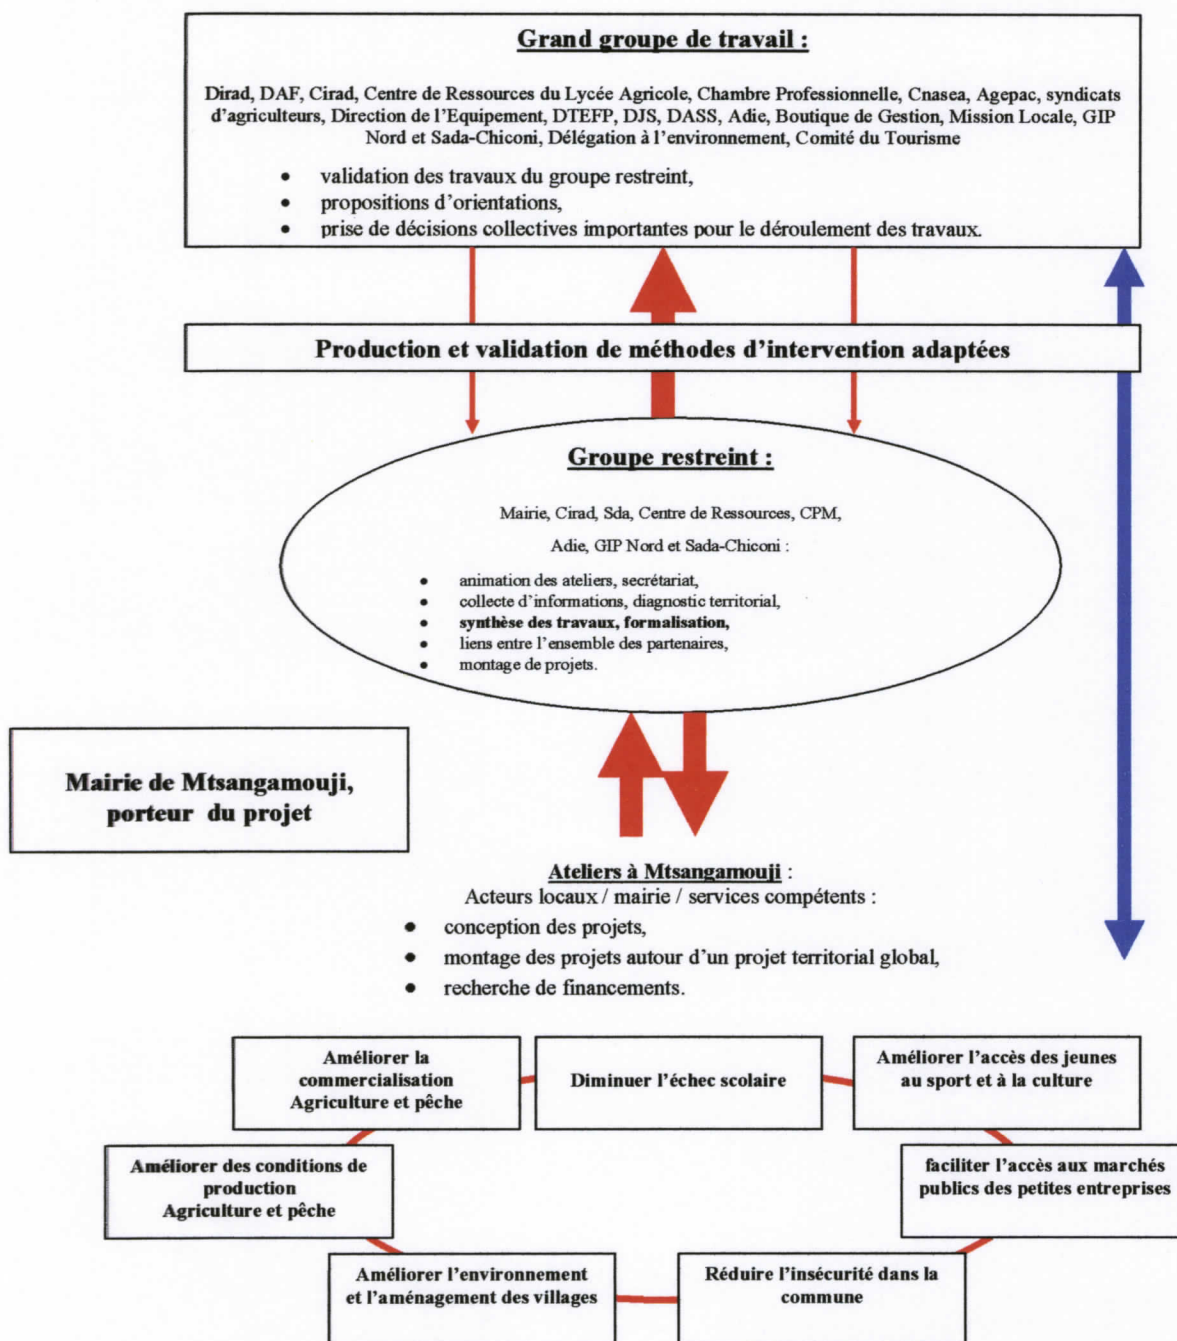 Grand groupe de travail :
Dirad, DAF, Cirad, Centre de Ressources du Lycée Agricole, Chambre Professionnelle, Cnasea, Agepac, syndicats
d'agriculteurs, Direction de l'Equipement, DTEFP, DJS, DASS, Adie, Boutique de Gestion, Mission Locale, GIP
Nord et Sada-Chiconi, Délégation à l'environnement, Comité du Tourisme
• validation des travaux du groupe restreint,
• propositions d'orientations,
• prise de décisions collectives importantes pour le déroulement des travaux.
Production et validation de méthodes d'intervention adaptées
Groupe restreint :
Mairie, Cirad, Sda, Centre de Ressources, CPM,
Adie, GIP Nord et Sada-Chiconi :
• animation des ateliers, secrétariat,
• collecte d'informations, diagnostic territorial,
• synthèse des travaux, formalisation,
• liens entre l'ensemble des partenaires,
• montage de projets.
Mairie de Mtsangamouji,
porteur du projet
Ateliers à Mtsangamouji :
Acteurs locaux / mairie / services compétents :
• conception des projets,
• montage des projets autour d'un projet territorial global,
• recherche de financements.
Améliorer la
commercialisation
Agriculture et pêche
Diminuer l'échec scolaire
Améliorer l'accès des jeunes
au sport et à la culture
Améliorer des conditions de
production
Agriculture et pêche
faciliter l'accès aux marchés
publics des petites entreprises
Améliorer l'environnement
et l'aménagement des villages
Réduire l'insécurité dans la
commune